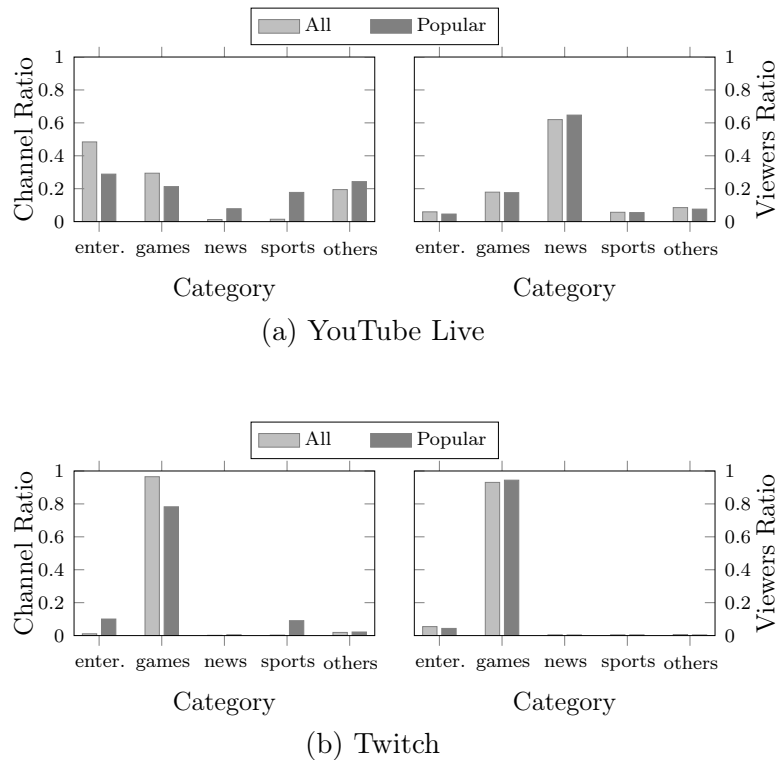 All Popular
1 1
0.8 0.8
0.6 0.6
0.4 0.4
0.2 0.2
0 0
Channel Ratio
Viewers Ratio
enter. games news sports others enter. games news sports others
Category Category
(a) YouTube Live
All Popular
1 1
0.8 0.8
0.6 0.6
0.4 0.4
0.2 0.2
0 0
Channel Ratio
Viewers Ratio
enter. games news sports others enter. games news sports others
Category Category
(b) Twitch